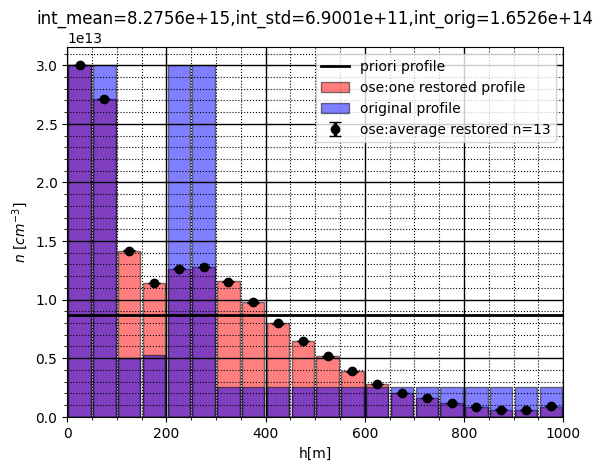 int_mean=8.2756e+15,int_std=6.9001e+11,int_orig=1.6526e+14
1e13
priori profile
ose:one restored profile
original profile
ose:average restored n=13
3.0
2.5
2.0
1.5
1.0
0.5
0.0
n [cm⁻³]
0 200 400 600 800 1000
h[m]